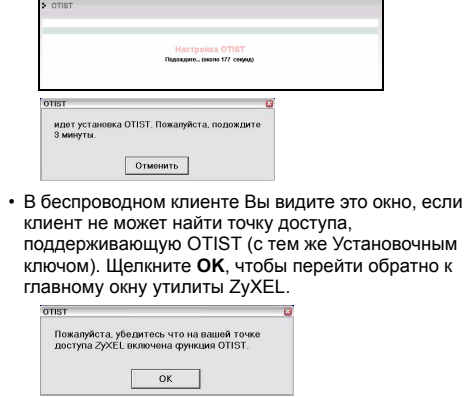 OTIST
Настройка OTIST
Подождите... (около 177 секунд)
OTIST
идет установка OTIST. Пожалуйста, подождите
3 минуты.
Отменить
• В беспроводном клиенте Вы видите это окно, если
клиент не может найти точку доступа,
поддерживающую OTIST (с тем же Установочным
ключом). Щелкните OK, чтобы перейти обратно к
главному окну утилиты ZyXEL.
OTIST
Пожалуйста, убедитесь что на вашей точке
доступа ZyXEL включена функция OTIST.
OK